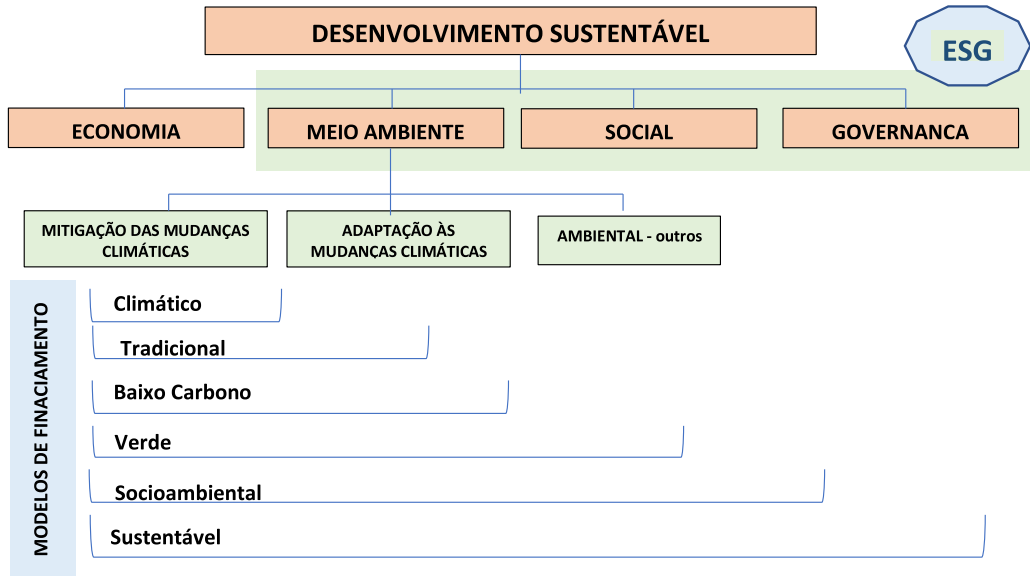 DESENVOLVIMENTO SUSTENTÁVEL
ESG
ECONOMIA
MEIO AMBIENTE
SOCIAL
GOVERNANCA
MITIGAÇÃO DAS MUDANÇAS
CLIMÁTICAS
ADAPTAÇÃO ÀS
MUDANÇAS CLIMÁTICAS
AMBIENTAL - outros
MODELOS DE FINACIAMENTO
Climático
Tradicional
Baixo Carbono
Verde
Socioambiental
Sustentável